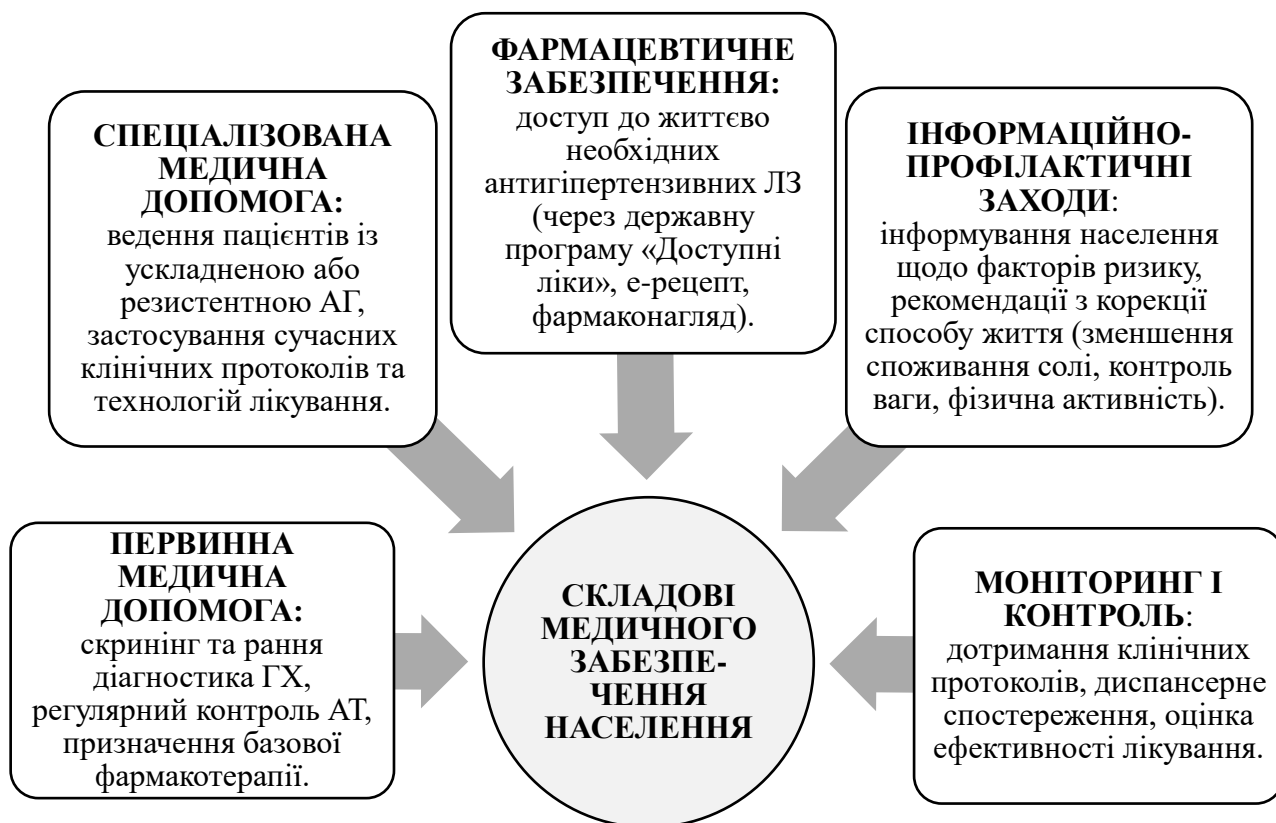 ПЕРВИННА
МЕДИЧНА
ДОПОМОГА:
скринінг та рання
діагностика ГХ,
регулярний контроль АТ,
призначення базової
фармакотерапії.
СПЕЦІАЛІЗОВАНА
МЕДИЧНА
ДОПОМОГА:
ведення пацієнтів із
ускладненою або
резистентною АГ,
застосування сучасних
клінічних протоколів та
технологій лікування.
ФАРМАЦЕВТИЧНЕ
ЗАБЕЗПЕЧЕННЯ:
доступ до життєво
необхідних
антигіпертензивних ЛЗ
(через державну
програму «Доступні
ліки», е-рецепт,
фармаконагляд).
ІНФОРМАЦІЙНО-
ПРОФІЛАКТИЧНІ
ЗАХОДИ:
інформування населення
щодо факторів ризику,
рекомендації з корекції
способу життя (зменшення
споживання солі, контроль
ваги, фізична активність).
МОНІТОРИНГ І
КОНТРОЛЬ:
дотримання клінічних
протоколів, диспансерне
спостереження, оцінка
ефективності лікування.
СКЛАДОВІ
МЕДИЧНОГО
ЗАБЕЗПЕ-
ЧЕННЯ
НАСЕЛЕННЯ